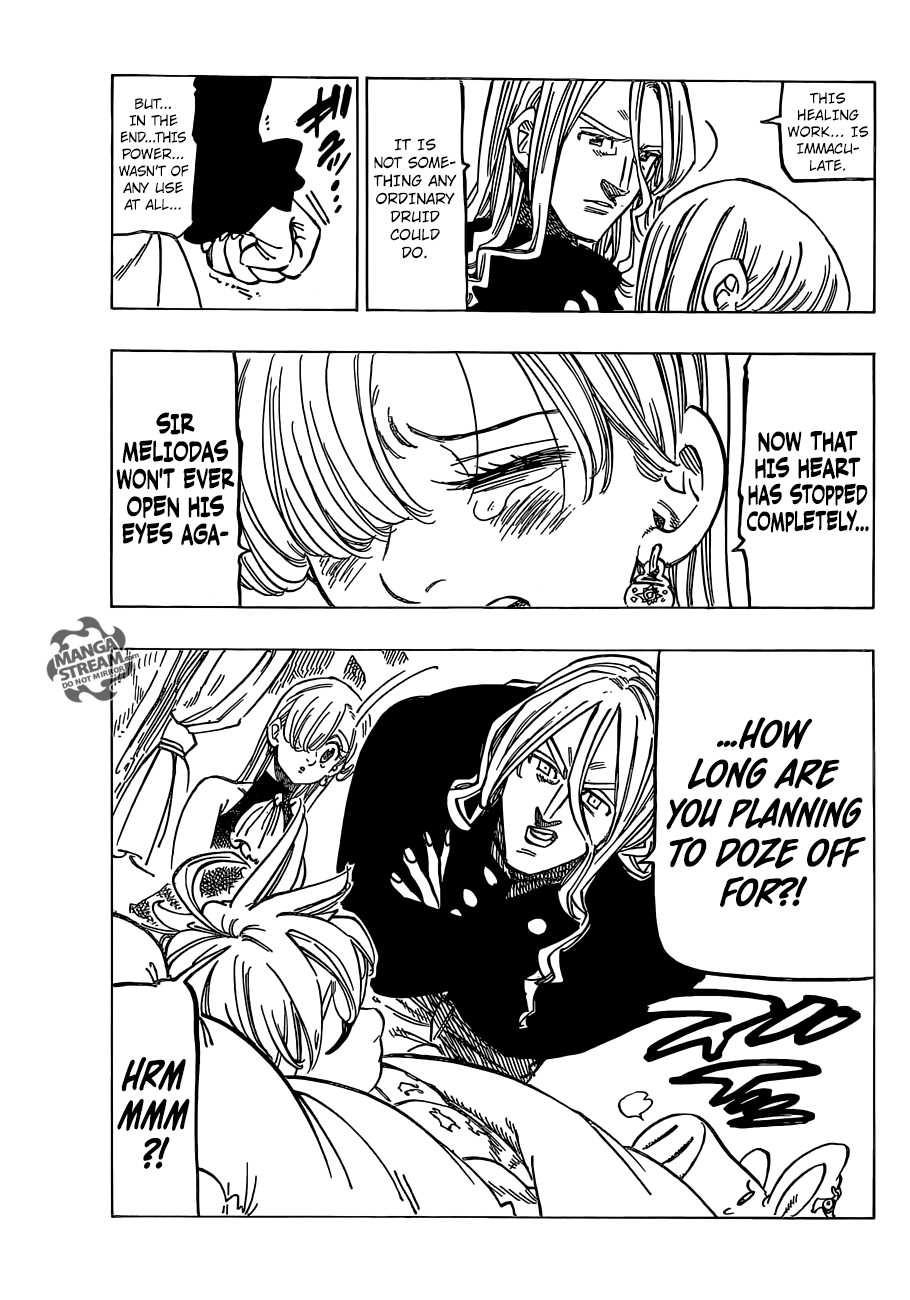 THIS
HEALING
WORK... IS
IMMACU-
LATE.
IT IS
NOT SOME-
THING ANY
ORDINARY
DRUID
COULD
DO.
BUT...
IN THE
END...THIS
POWER...
WASN'T OF
ANY USE
AT ALL...
NOW THAT
HIS HEART
HAS STOPPED
COMPLETELY...
SIR
MELIODAS
WON'T EVER
OPEN HIS
EYES AGA-
MANGA
STREAM.com
DO NOT MIRROR
...HOW
LONG ARE
YOU PLANNING
TO DOZE OFF
FOR?!
HRM
MMM
?!